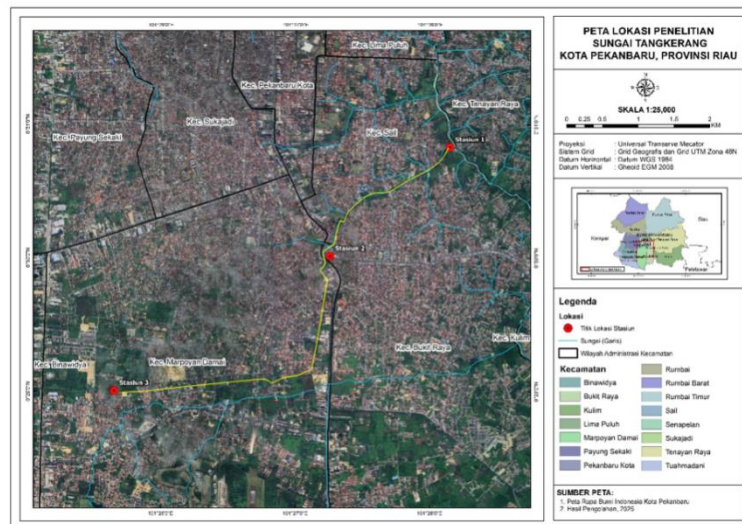 PETA LOKASI PENELITIAN
SUNGAI TANGKERANG
KOTA PEKANBARU, PROVINSI RIAU
SKALA 1:25,000
0 0.25 0.5 1 1.5 2
KM
Proyeksi : Universal Transerve Mecator
Sistem Grid : Grid Geografis dan Grid UTM Zona 48N
Datum Horizontal : Datum WGS 1984
Datum Vertikal : Gheoid EGM 2008
Kec. Lima Puluh
Kec. Pekanbaru Kota
Kec. Tenayan Raya
Kec. Sukajadi
Kec. Sail
Kec. Payung Sekaki
Stasiun 1
Stasiun 2
Kec. Bukit Raya
Kec. Kulim
Kec. Marpoyan Damai
Kec. Binawidya
Stasiun 3
Kampar
Siau
Pelalawan
Legenda
Lokasi
Titik Lokasi Stasiun
Sungai (Garis)
Wilayah Administrasi Kecamatan
Kecamatan
Binawidya
Bukit Raya
Kulim
Lima Puluh
Marpoyan Damai
Payung Sekaki
Pekanbaru Kota
Rumbai
Rumbai Barat
Rumbai Timur
Sail
Senapelan
Sukajadi
Tenayan Raya
Tuahmadani
SUMBER PETA:
1. Peta Rupa Bumi Indonesia Kota Pekanbaru
2. Hasil Pengolahan, 2025